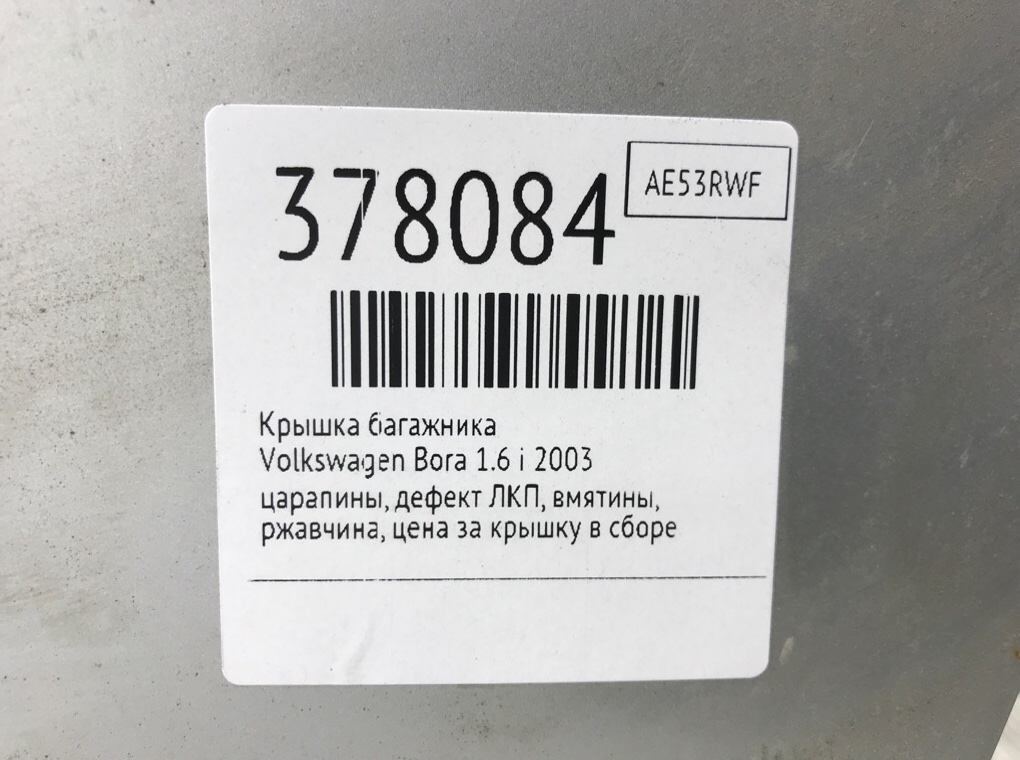 378084
AE53RWF
Крышка багажника
Volkswagen Bora 1.6 i 2003
царапины, дефект ЛКП, вмятины,
ржавчина, цена за крышку в сборе